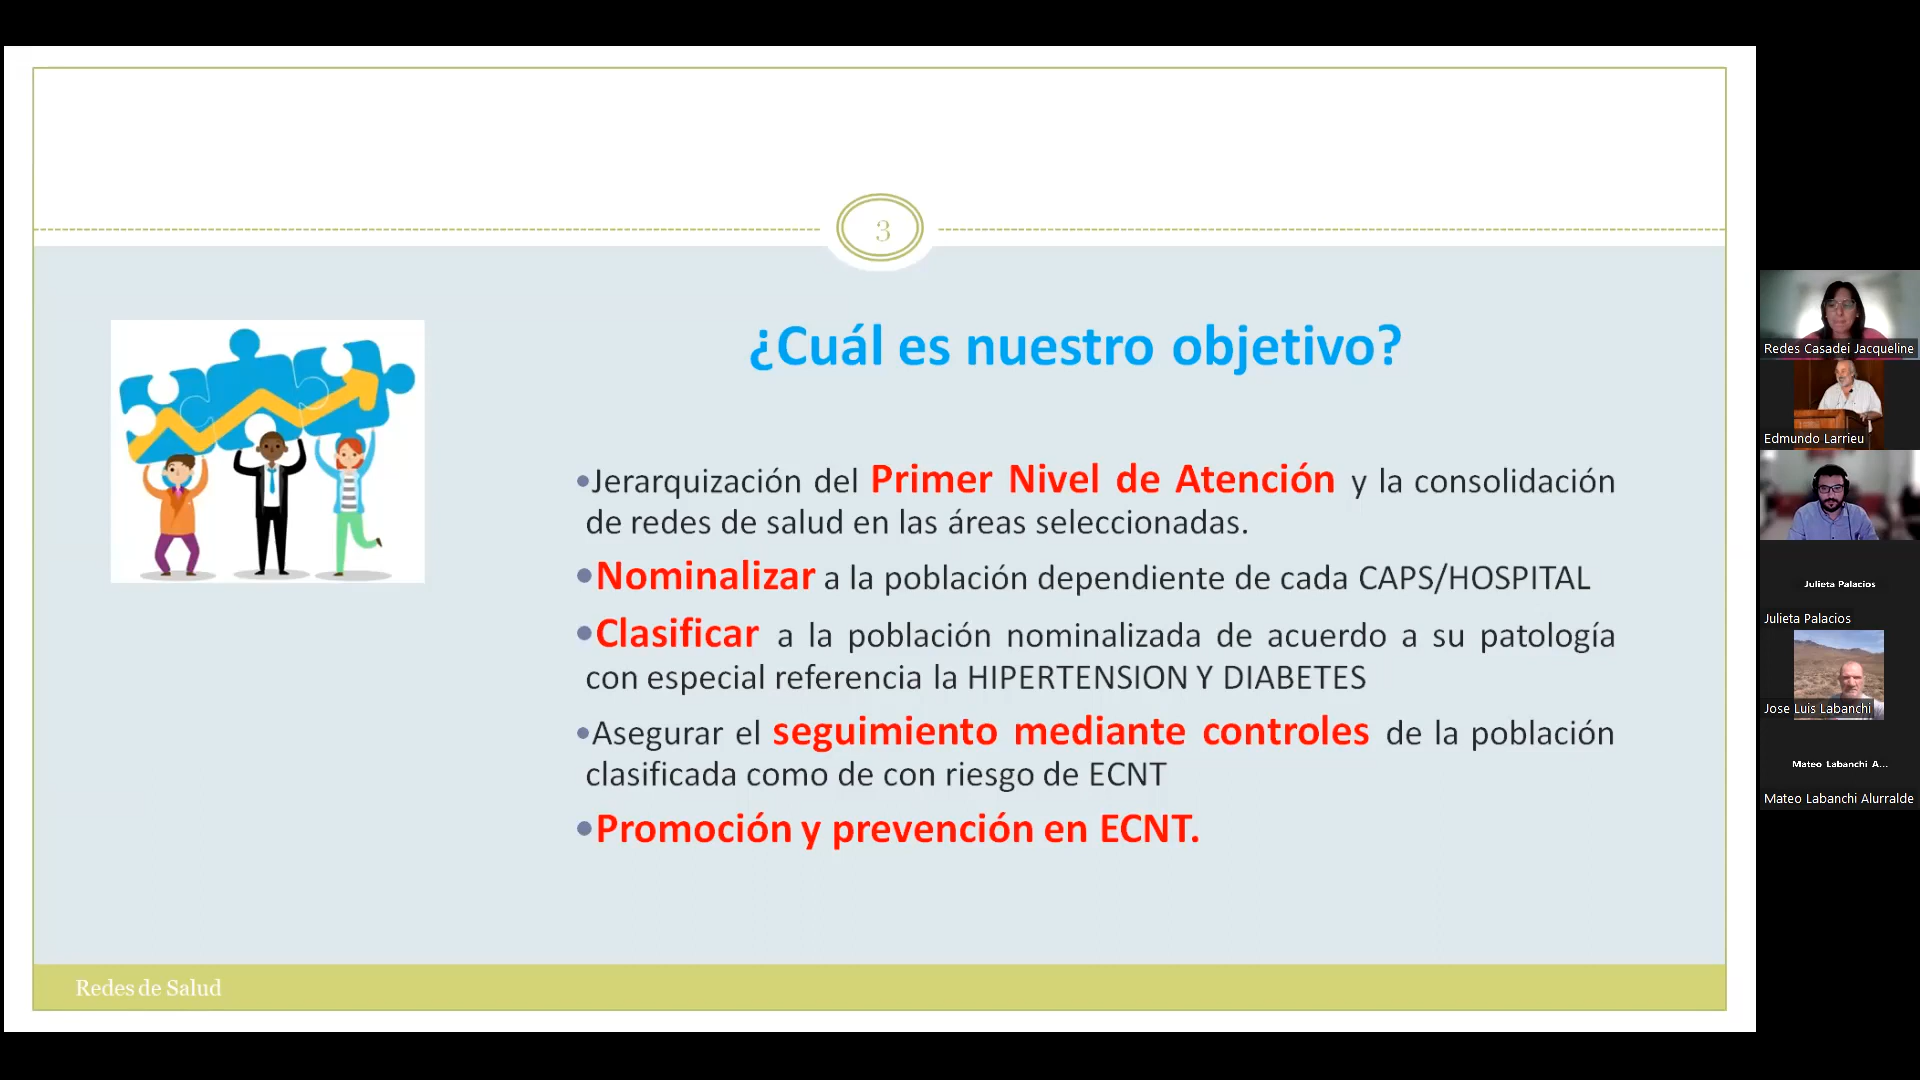 3
¿Cuál es nuestro objetivo?
•Jerarquización del Primer Nivel de Atención y la consolidación
de redes de salud en las áreas seleccionadas.
•Nominalizar a la población dependiente de cada CAPS/HOSPITAL
•Clasificar a la población nominalizada de acuerdo a su patología
con especial referencia la HIPERTENSION Y DIABETES
•Asegurar el seguimiento mediante controles de la población
clasificada como de con riesgo de ECNT
•Promoción y prevención en ECNT.
Redes de Salud
Redes Casadei Jacqueline
Edmundo Larrieu
Julieta Palacios
Julieta Palacios
Jose Luis Labanchi
Mateo Labanchi A...
Mateo Labanchi Alurralde